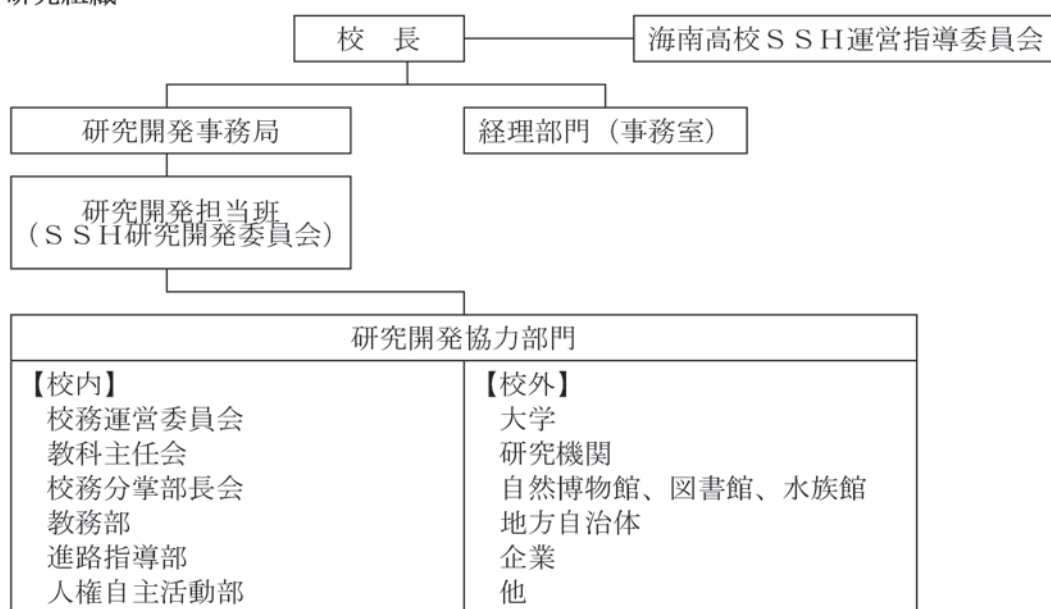 研究組織
校　長
海南高校ＳＳＨ運営指導委員会
研究開発事務局
経理部門（事務室）
研究開発担当班
（ＳＳＨ研究開発委員会）
研究開発協力部門
【校内】
校務運営委員会
教科主任会
校務分掌部長会
教務部
進路指導部
人権自主活動部
【校外】
大学
研究機関
自然博物館、図書館、水族館
地方自治体
企業
他